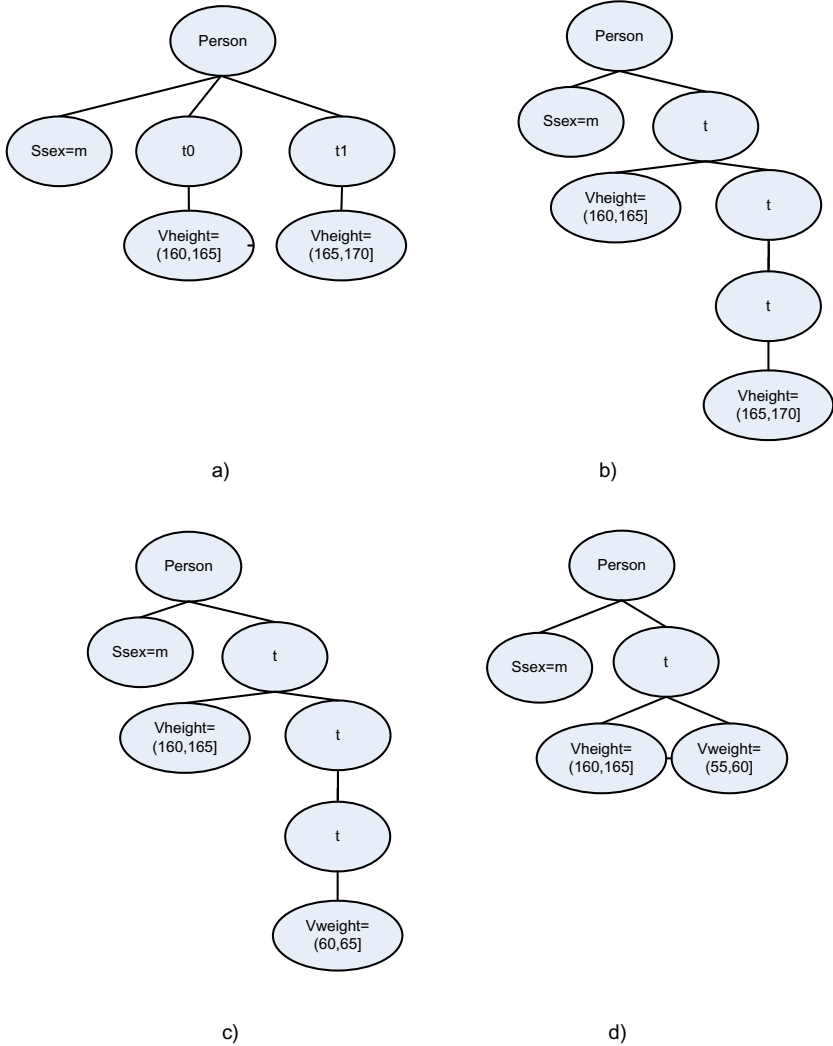 Person
Ssex=m
t0
t1
Vheight=
(160,165]
Vheight=
(165,170]
a)
Person
Ssex=m
t
Vheight=
(160,165]
t
t
Vheight=
(165,170]
b)
Person
Ssex=m
t
Vheight=
(160,165]
t
t
Vweight=
(60,65]
c)
Person
Ssex=m
t
Vheight=
(160,165]
Vweight=
(55,60]
d)